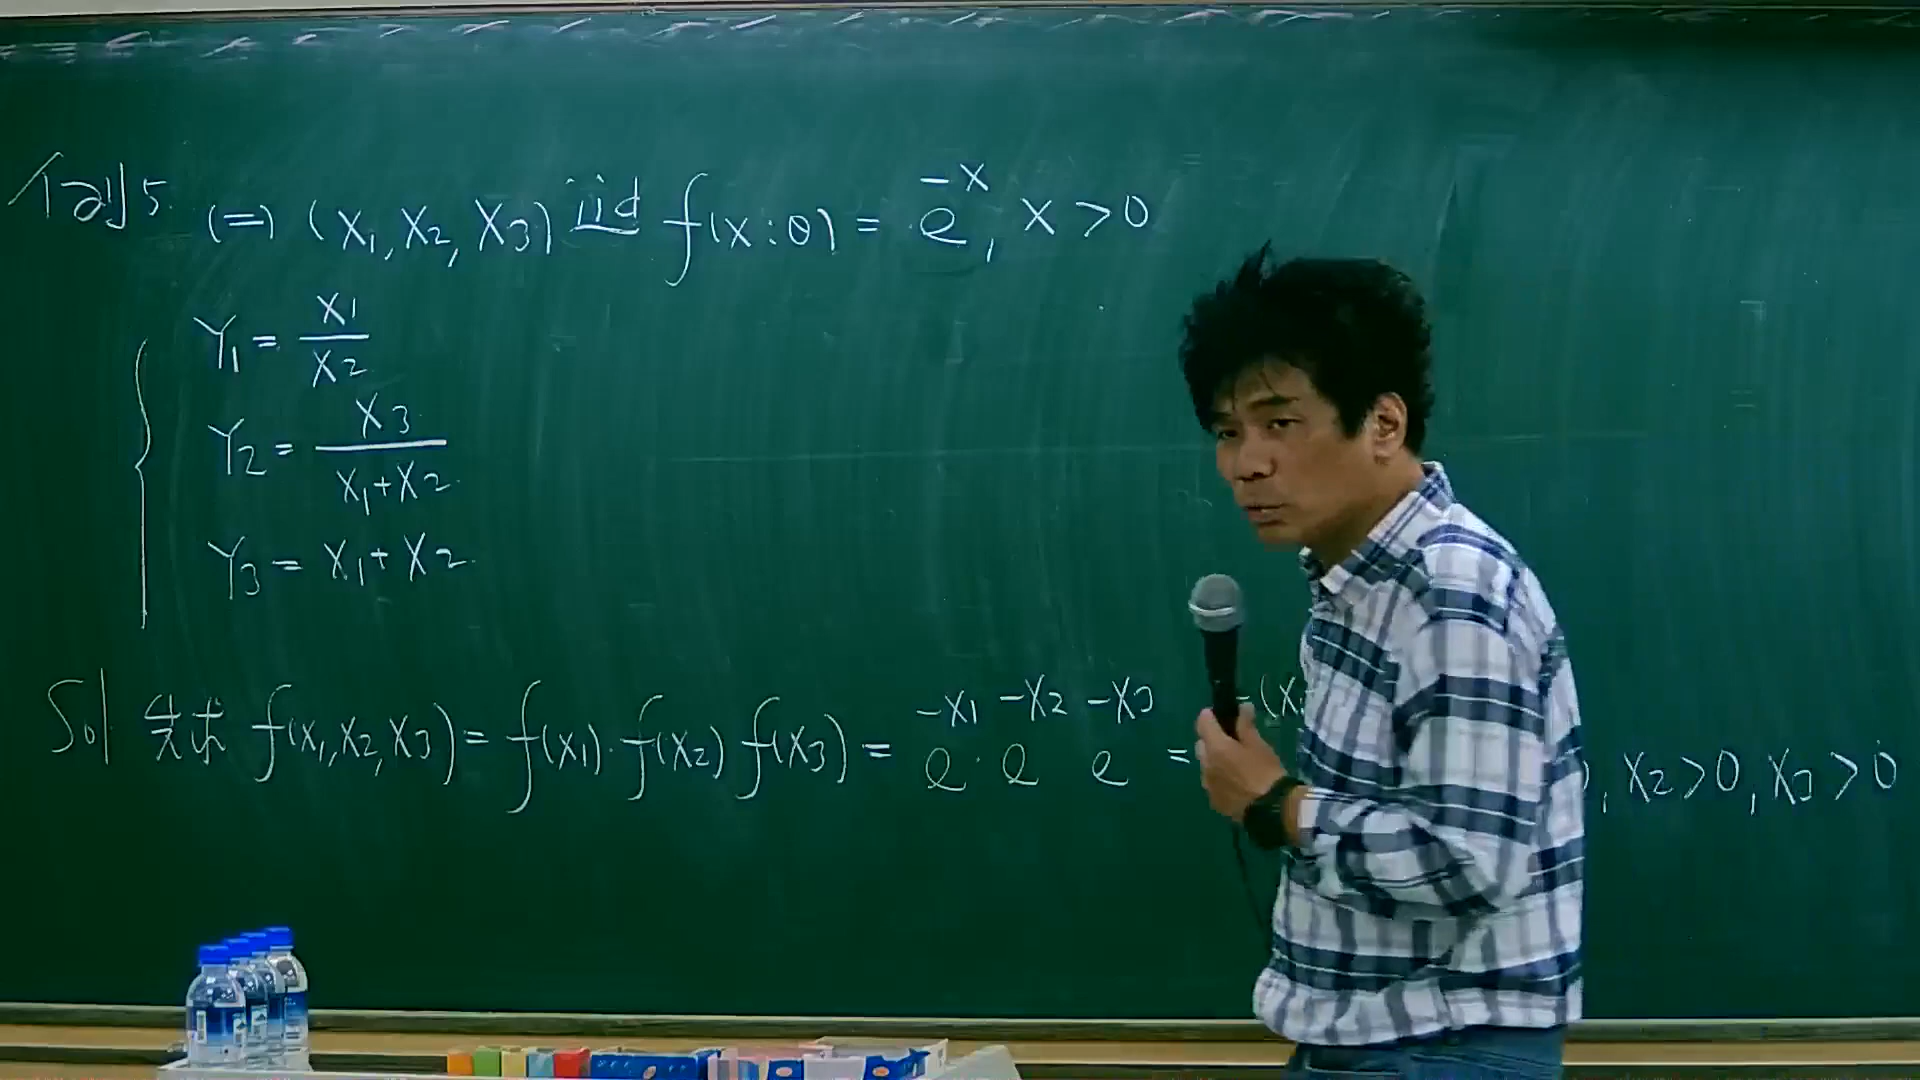 例5 (=) (X1, X2, X3) iid f(x:θ) = e^-x, x>0
Y1 = X1/X2
Y2 = X3/(X1+X2)
Y3 = X1+X2
Sol 先求 f(x1,x2,x3) = f(x1)·f(x2) f(x3) = e^-x1 · e^-x2 e^-x3 = , x2>0, x3>0